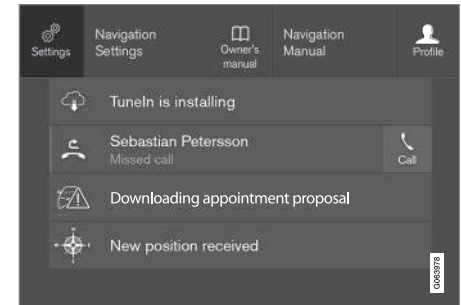 Settings
Navigation
Settings
Owner's
manual
Navigation
Manual
Profile
TuneIn is installing
Sebastian Petersson
Missed call
Call
Downloading appointment proposal
New position received
G063978